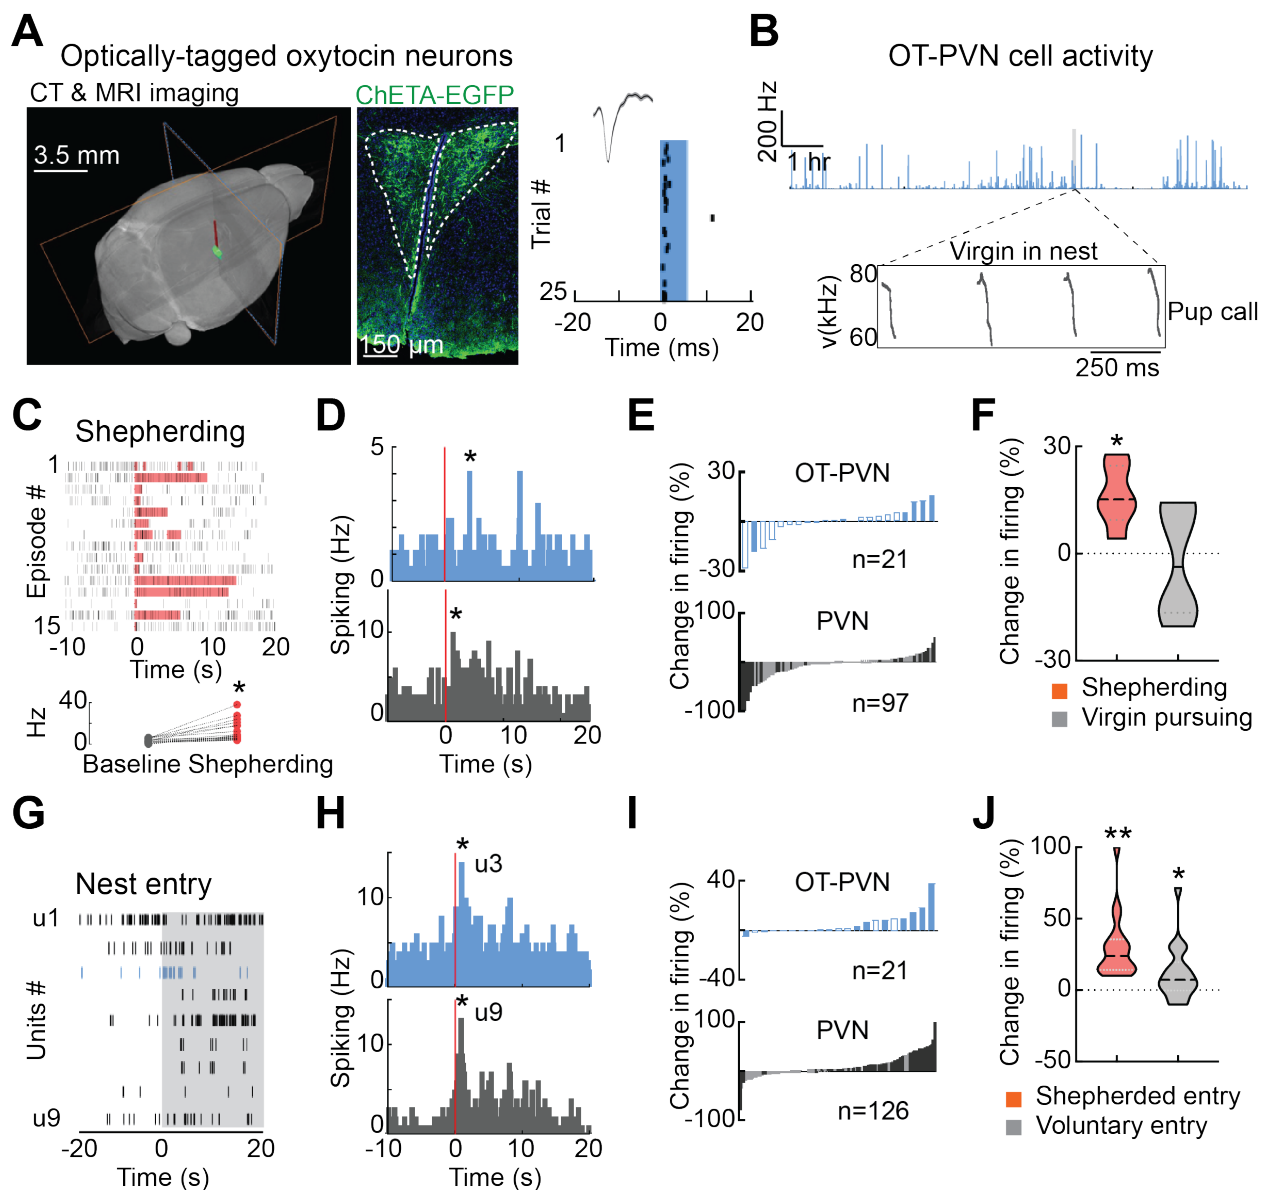 A
Optically-tagged oxytocin neurons
CT & MRI imaging
3.5 mm
ChETA-EGFP
150 µm
1
Trial #
25
-20
0
20
Time (ms)
B
OT-PVN cell activity
200 Hz
1 hr
Virgin in nest
80
v(kHz)
60
Pup call
250 ms
C
Shepherding
1
Episode #
15
-10
0
10
20
Time (s)
*
40
Hz
0
Baseline Shepherding
D
5
*
0
Spiking (Hz)
*
10
0
0
10
20
Time (s)
E
30
OT-PVN
-30
n=21
Change in firing (%)
100
PVN
-100
n=97
F
30
*
Change in firing (%)
0
-30
Shepherding
Virgin pursuing
G
Nest entry
u1
Units #
u9
-20
0
20
Time (s)
H
*
u3
10
0
Spiking (Hz)
*
u9
10
0
-10
0
10
20
Time (s)
I
40
OT-PVN
-40
n=21
Change in firing (%)
100
PVN
-100
n=126
J
100
**
*
50
Change in firing (%)
0
-50
Shepherded entry
Voluntary entry